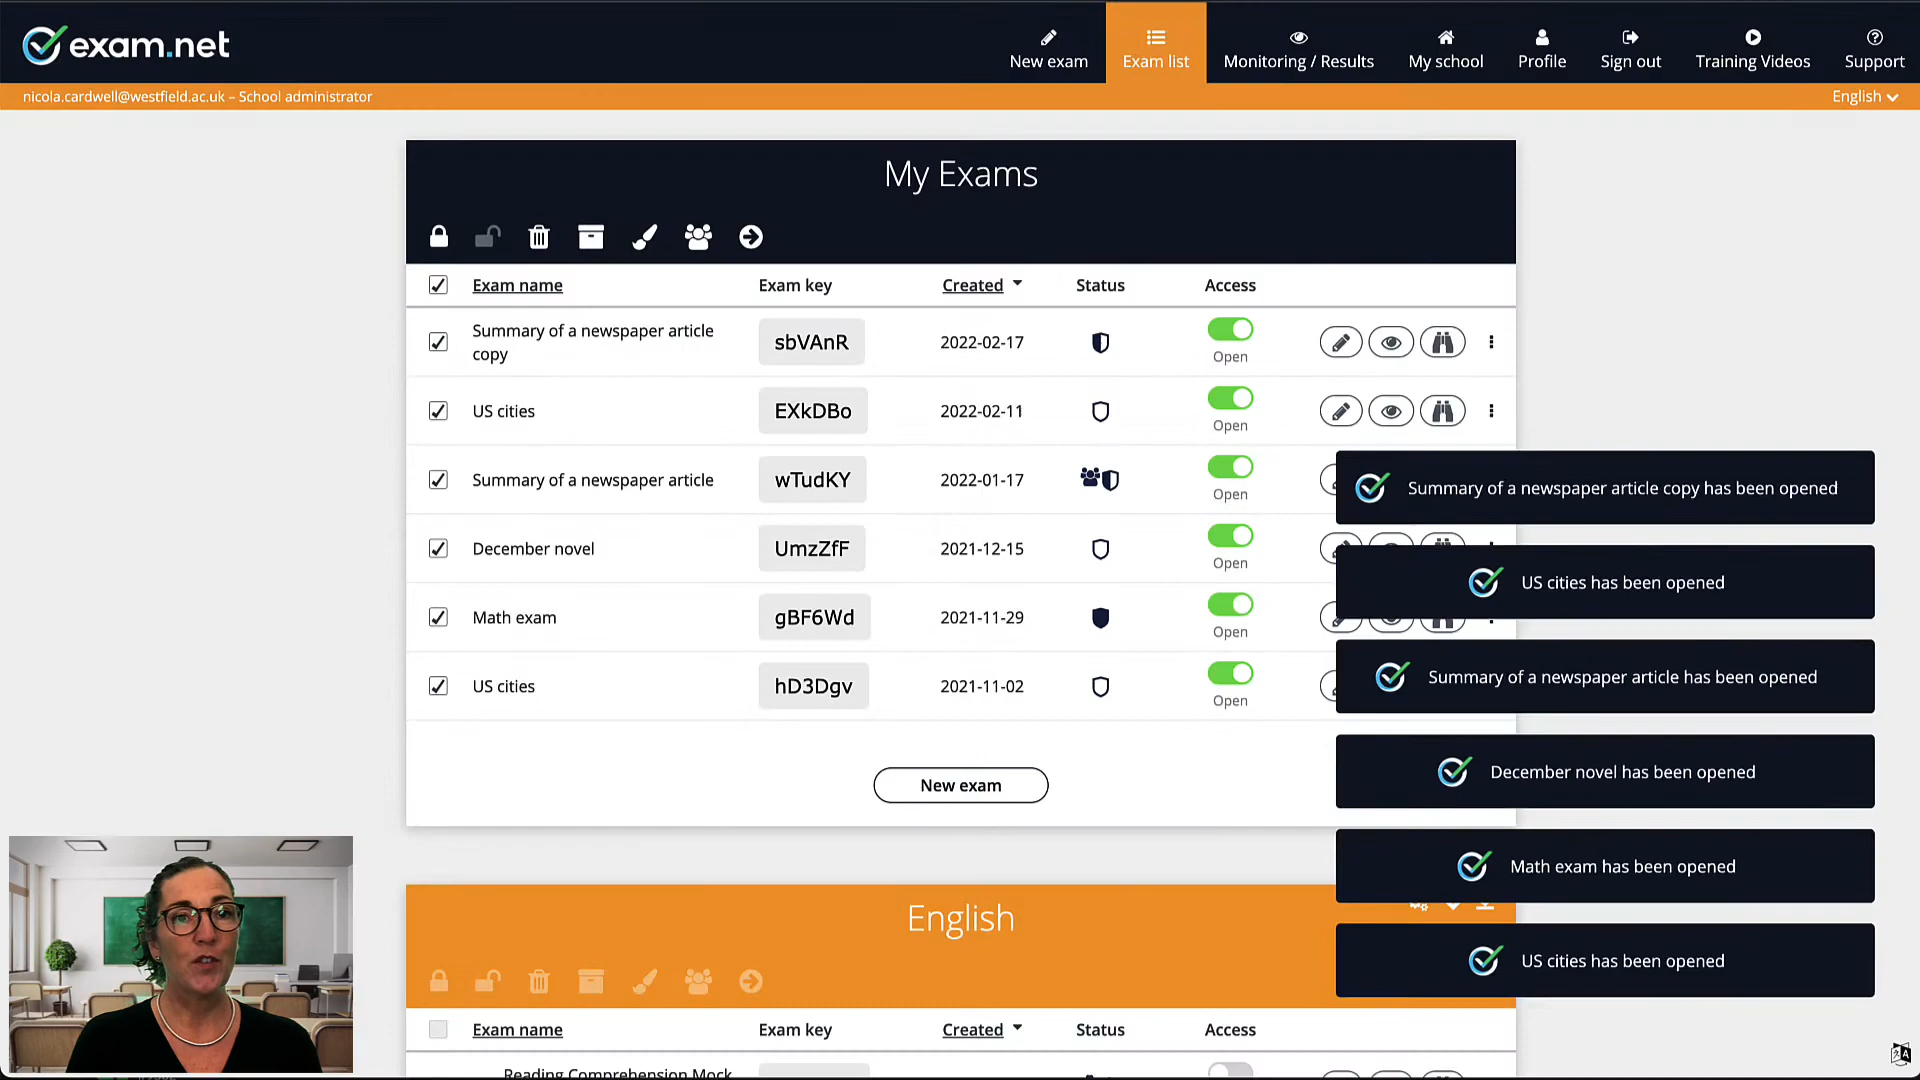 exam.net
New exam
Exam list
Monitoring / Results
My school
Profile
Sign out
Training Videos
Support
nicola.cardwell@westfield.ac.uk – School administrator
English
My Exams
Exam name Exam key Created Status Access
Summary of a newspaper article
copy
sbVAnR 2022-02-17
Open
US cities EXkDBo 2022-02-11
Open
Summary of a newspaper article wTudKY 2022-01-17
Open
December novel UmzZfF 2021-12-15
Open
Math exam gBF6Wd 2021-11-29
Open
US cities hD3Dgv 2021-11-02
Open
New exam
Summary of a newspaper article copy has been opened
US cities has been opened
Summary of a newspaper article has been opened
December novel has been opened
Math exam has been opened
US cities has been opened
English
Exam name Exam key Created Status Access
Reading Comprehension Mock